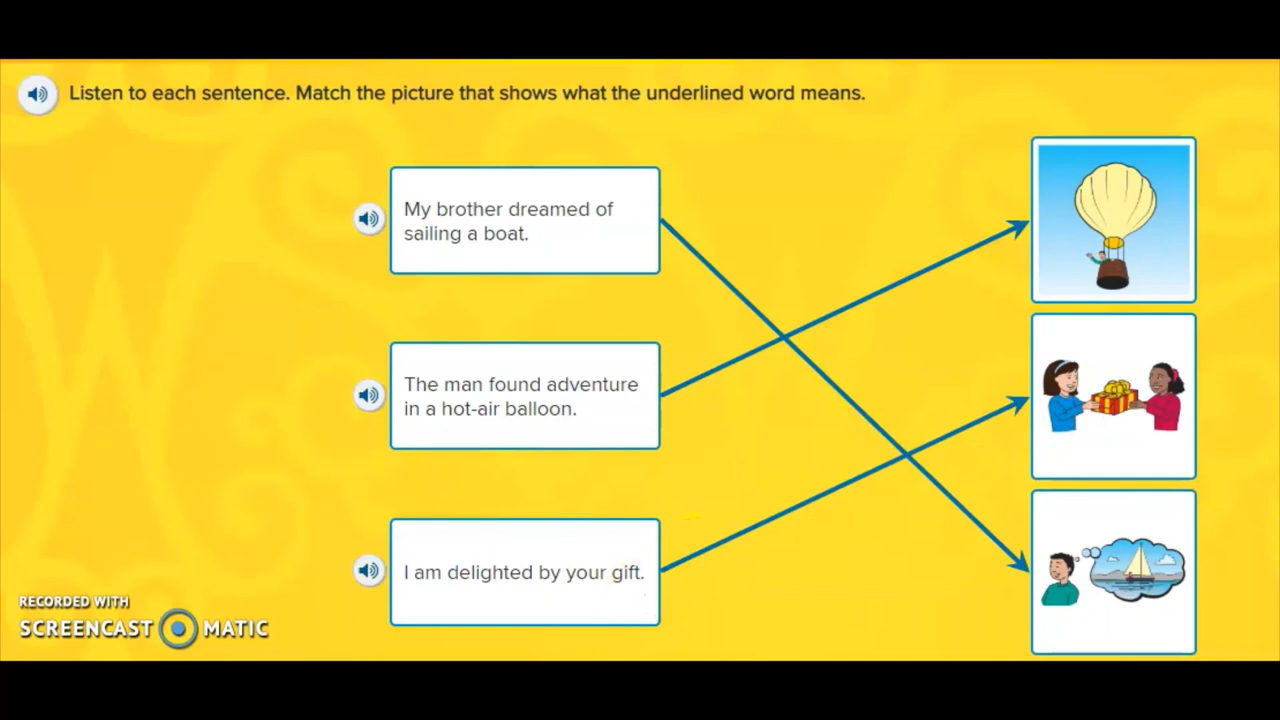 Listen to each sentence. Match the picture that shows what the underlined word means.
My brother dreamed of
sailing a boat.
The man found adventure
in a hot-air balloon.
I am delighted by your gift.
RECORDED WITH
SCREENCAST MATIC